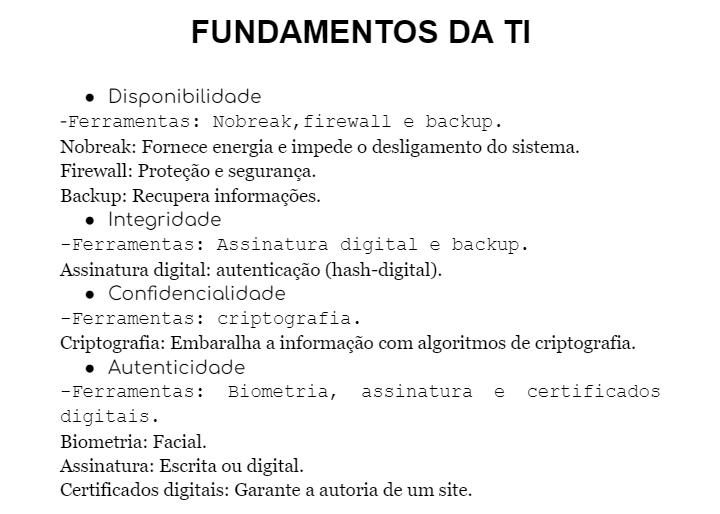 FUNDAMENTOS DA TI
● Disponibilidade
-Ferramentas: Nobreak,firewall e backup.
Nobreak: Fornece energia e impede o desligamento do sistema.
Firewall: Proteção e segurança.
Backup: Recupera informações.
● Integridade
-Ferramentas: Assinatura digital e backup.
Assinatura digital: autenticação (hash-digital).
● Confidencialidade
-Ferramentas: criptografia.
Criptografia: Embaralha a informação com algoritmos de criptografia.
● Autenticidade
-Ferramentas: Biometria, assinatura e certificados
digitais.
Biometria: Facial.
Assinatura: Escrita ou digital.
Certificados digitais: Garante a autoria de um site.